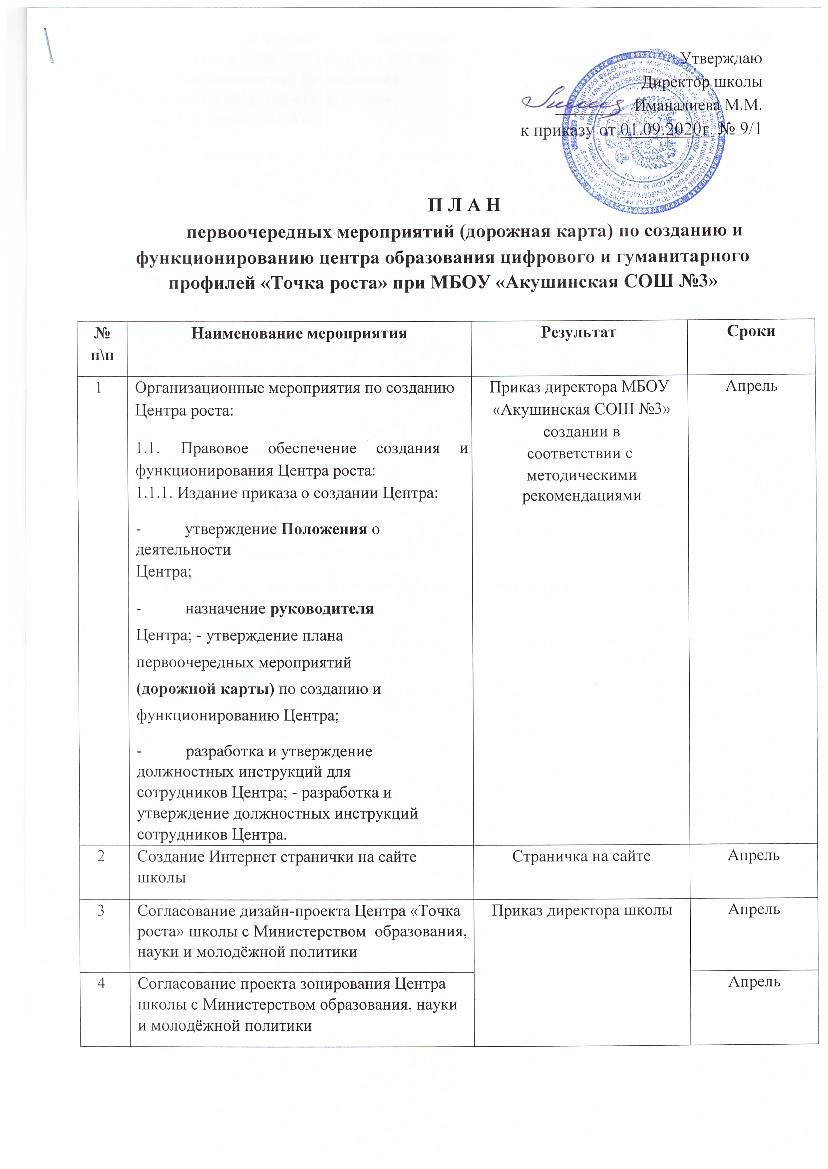 Утверждаю
Директор школы
Иманалиева М.М.
к приказу от 01.09.2020г. № 9/1
П Л А Н
первоочередных мероприятий (дорожная карта) по созданию и
функционированию центра образования цифрового и гуманитарного
профилей «Точка роста» при МБОУ «Акушинская СОШ №3»
№ п\п
Наименование мероприятия
Результат
Сроки
1
Организационные мероприятия по созданию
Центра роста:
1.1. Правовое обеспечение создания и
функционирования Центра роста:
1.1.1. Издание приказа о создании Центра:
- утверждение Положения о
деятельности
Центра;
- назначение руководителя
Центра; - утверждение плана
первоочередных мероприятий
(дорожной карты) по созданию и
функционированию Центра;
- разработка и утверждение
должностных инструкций для
сотрудников Центра; - разработка и
утверждение должностных инструкций
сотрудников Центра.
Приказ директора МБОУ
«Акушинская СОШ №3»
создании в
соответствии с
методическими
рекомендациями
Апрель
2
Создание Интернет странички на сайте
школы
Страничка на сайте
Апрель
3
Согласование дизайн-проекта Центра «Точка
роста» школы с Министерством образования,
науки и молодёжной политики
Приказ директора школы
Апрель
4
Согласование проекта зонирования Центра
школы с Министерством образования, науки
и молодёжной политики
Апрель